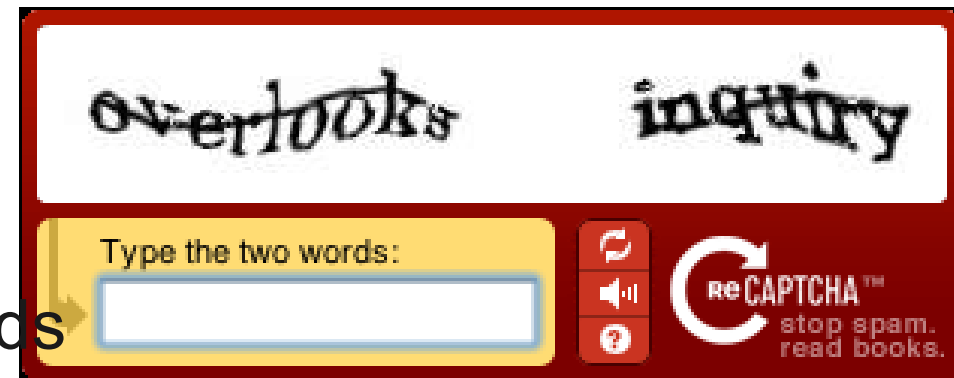 overlooks inquiry
Type the two words:
ds
reCAPTCHA™
stop spam.
read books.